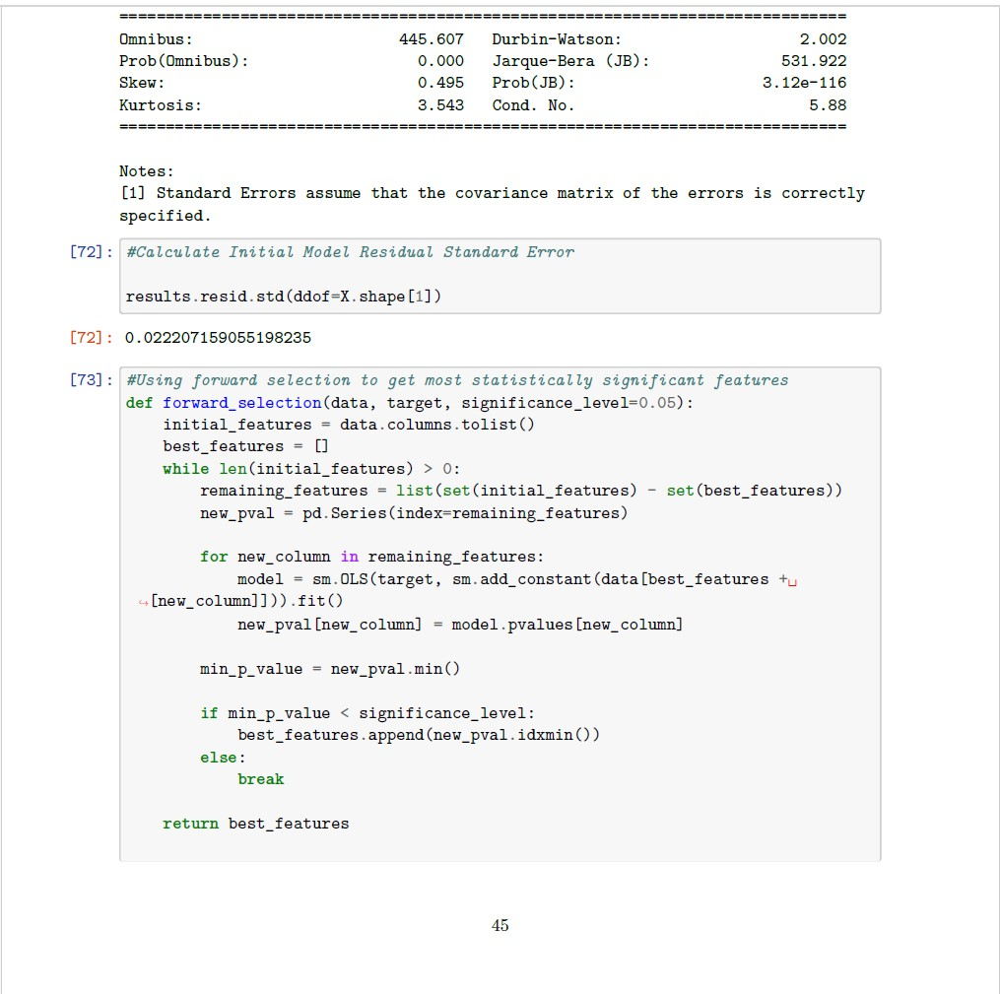 ==============================================================================
Omnibus: 445.607 Durbin-Watson: 2.002
Prob(Omnibus): 0.000 Jarque-Bera (JB): 531.922
Skew: 0.495 Prob(JB): 3.12e-116
Kurtosis: 3.543 Cond. No. 5.88
==============================================================================
Notes:
[1] Standard Errors assume that the covariance matrix of the errors is correctly
specified.
[72]: #Calculate Initial Model Residual Standard Error
results.resid.std(ddof=X.shape[1])
[72]: 0.022207159055198235
[73]: #Using forward selection to get most statistically significant features
def forward_selection(data, target, significance_level=0.05):
    initial_features = data.columns.tolist()
    best_features = []
    while len(initial_features) > 0:
        remaining_features = list(set(initial_features) - set(best_features))
        new_pval = pd.Series(index=remaining_features)
        for new_column in remaining_features:
            model = sm.OLS(target, sm.add_constant(data[best_features +␣
↪[new_column]])).fit()
            new_pval[new_column] = model.pvalues[new_column]
        min_p_value = new_pval.min()
        if min_p_value < significance_level:
            best_features.append(new_pval.idxmin())
        else:
            break
    return best_features
45